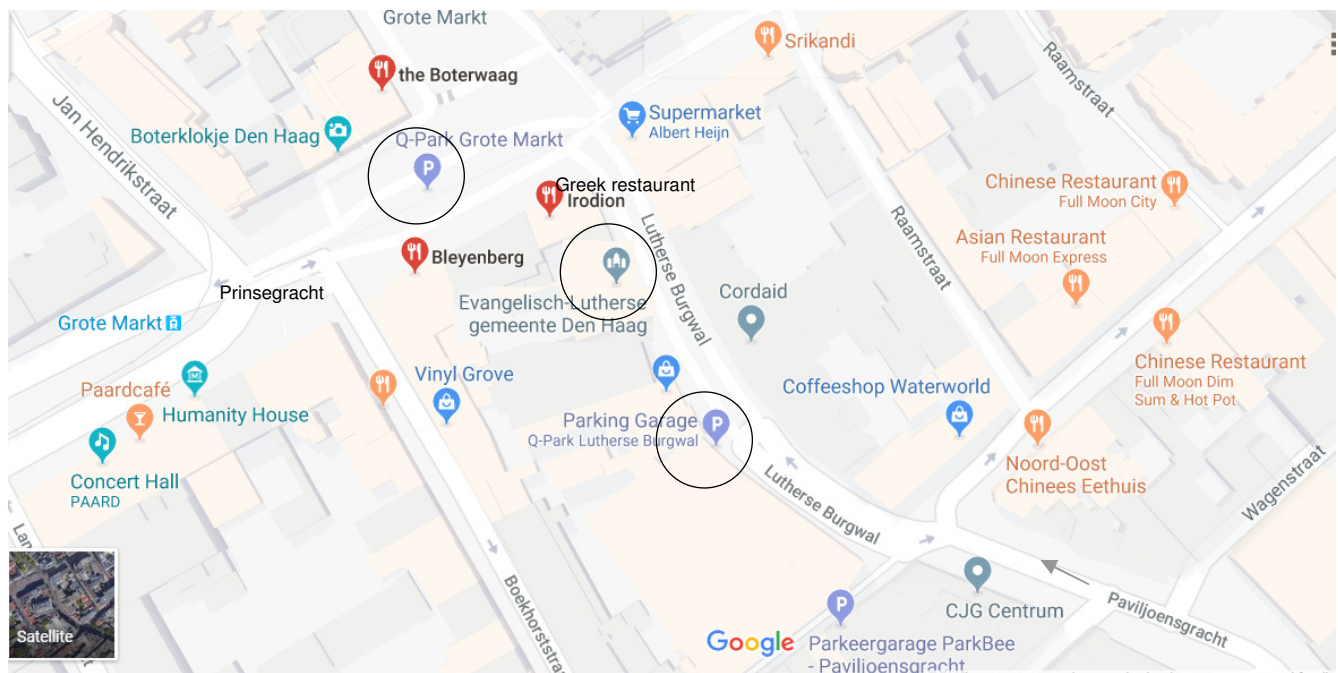 Grote Markt
the Boterwaag
Srikandi
Raamstraat
Jan Hendrikstraat
Boterklokje Den Haag
Q-Park Grote Markt
Supermarket
Albert Heijn
Greek restaurant
Irodion
Chinese Restaurant
Full Moon City
Lutherse Burgwal
Raamstraat
Asian Restaurant
Full Moon Express
Bleyenberg
Prinsegracht
Evangelisch-Lutherse
gemeente Den Haag
Cordaid
Grote Markt
Chinese Restaurant
Full Moon Dim
Sum & Hot Pot
Paardcafé
Humanity House
Vinyl Grove
Coffeeshop Waterworld
Parking Garage
Q-Park Lutherse Burgwal
Concert Hall
PAARD
Noord-Oost
Chinees Eethuis
Wagenstraat
Lutherse Burgwal
Boekhorststra
Lan
CJG Centrum
Paviljoensgracht
Satellite
Google
Parkeergarage ParkBee
- Paviljoensgracht